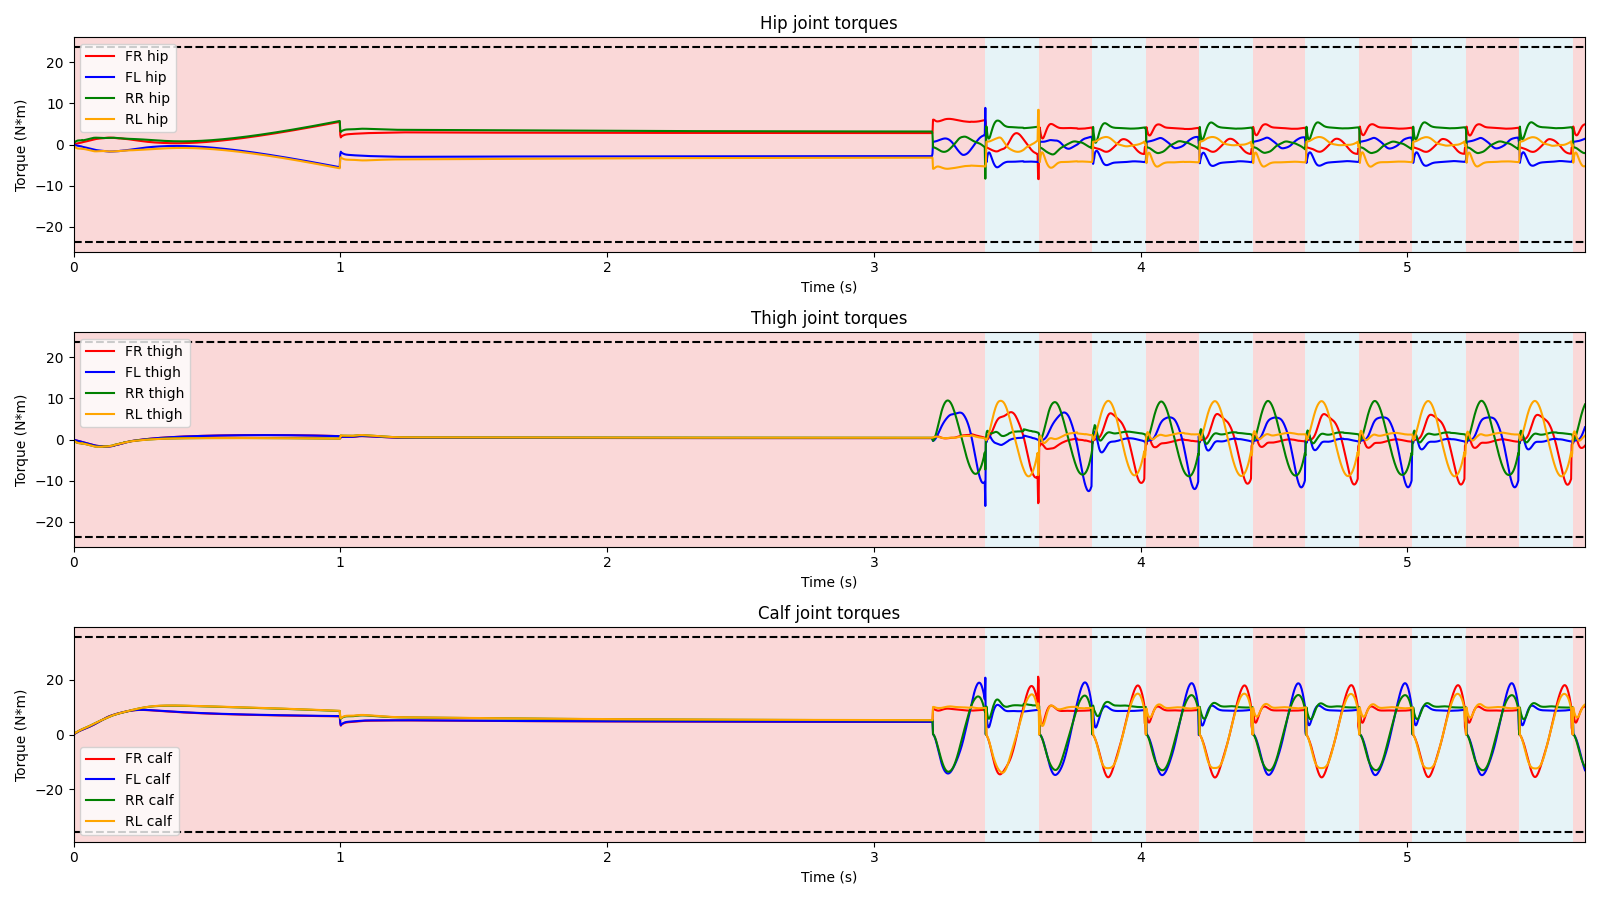 Hip joint torques
Torque (N*m)
20
10
0
−10
−20
FR hip
FL hip
RR hip
RL hip
0 1 2 3 4 5
Time (s)
Thigh joint torques
Torque (N*m)
20
10
0
−10
−20
FR thigh
FL thigh
RR thigh
RL thigh
0 1 2 3 4 5
Time (s)
Calf joint torques
Torque (N*m)
20
0
−20
FR calf
FL calf
RR calf
RL calf
0 1 2 3 4 5
Time (s)